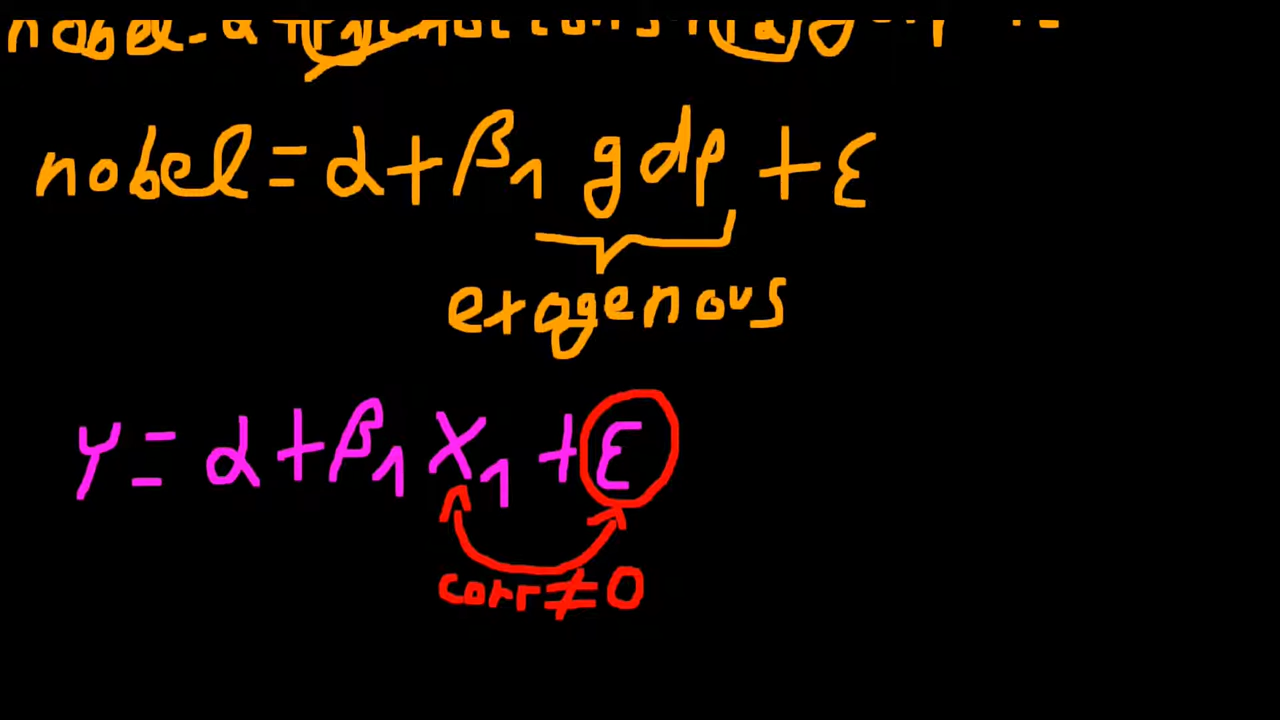 nobel = α + β1 gdp + ε
exogenous
y = α + β1 x1 + ε
corr ≠ 0